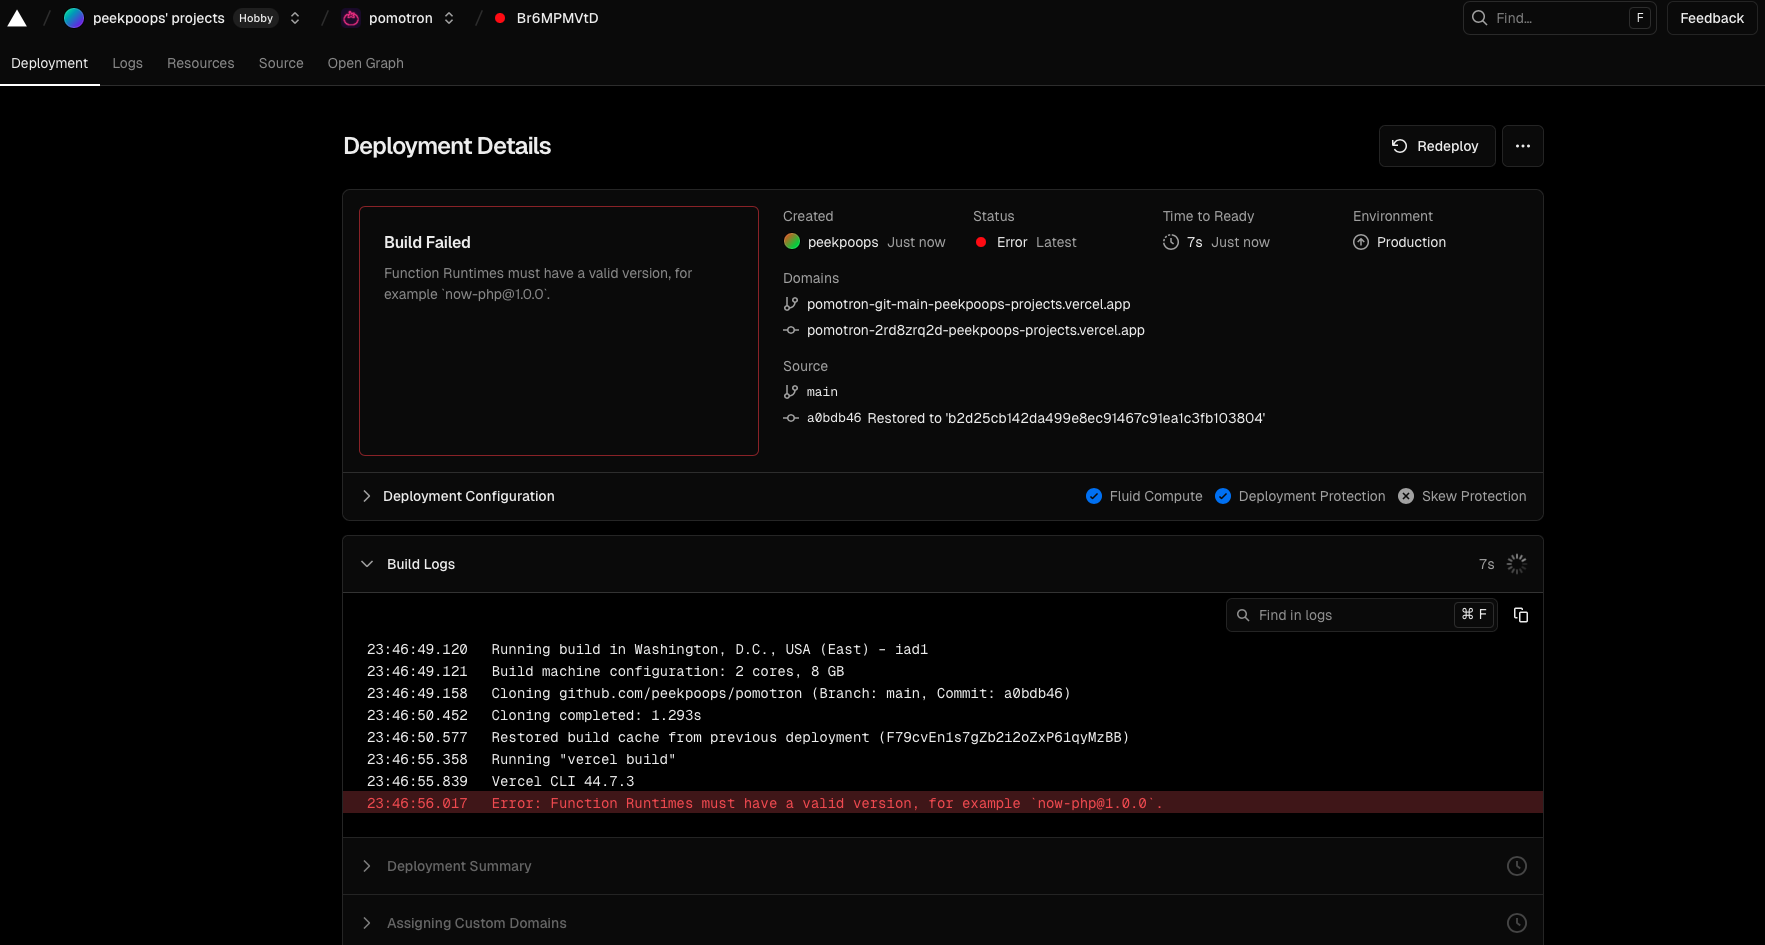 peekpoops' projects Hobby / pomotron / Br6MPMVtD Find... F Feedback
Deployment Logs Resources Source Open Graph
Deployment Details
Redeploy
Build Failed
Function Runtimes must have a valid version, for
example `now-php@1.0.0`.
Created Status Time to Ready Environment
peekpoops Just now Error Latest 7s Just now Production
Domains
pomotron-git-main-peekpoops-projects.vercel.app
pomotron-2rd8zrq2d-peekpoops-projects.vercel.app
Source
main
a0bdb46 Restored to 'b2d25cb142da499e8ec91467c91ea1c3fb103804'
Deployment Configuration Fluid Compute Deployment Protection Skew Protection
Build Logs 7s
Find in logs ⌘ F
23:46:49.120 Running build in Washington, D.C., USA (East) – iad1
23:46:49.121 Build machine configuration: 2 cores, 8 GB
23:46:49.158 Cloning github.com/peekpoops/pomotron (Branch: main, Commit: a0bdb46)
23:46:50.452 Cloning completed: 1.293s
23:46:50.577 Restored build cache from previous deployment (F79cvEn1s7gZb2i2oZxP6iqyMzBB)
23:46:55.358 Running "vercel build"
23:46:55.839 Vercel CLI 44.7.3
23:46:56.017 Error: Function Runtimes must have a valid version, for example `now-php@1.0.0`.
Deployment Summary
Assigning Custom Domains